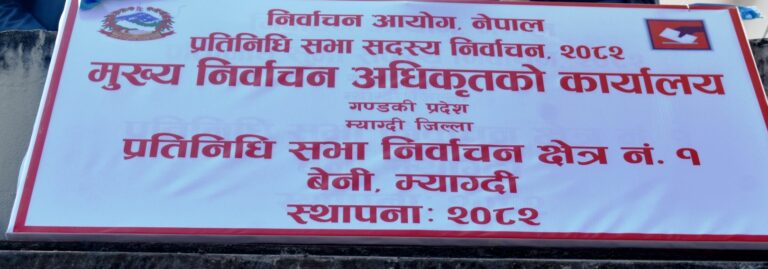 निर्वाचन आयोग, नेपाल
प्रतिनिधि सभा सदस्य निर्वाचन, २०८२
मुख्य निर्वाचन अधिकृतको कार्यालय
गण्डकी प्रदेश
म्याग्दी जिल्ला
प्रतिनिधि सभा निर्वाचन क्षेत्र नं. १
बेनी, म्याग्दी
स्थापना: २०८२